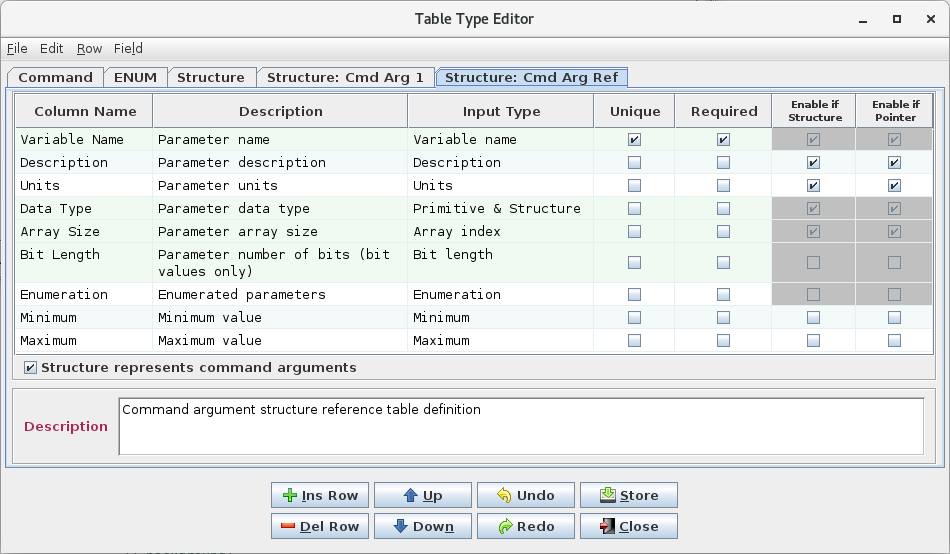 Table Type Editor
File Edit Row Field
Command ENUM Structure Structure: Cmd Arg 1 Structure: Cmd Arg Ref
Column Name Description Input Type Unique Required Enable if Structure Enable if Pointer
Variable Name Parameter name Variable name
Description Parameter description Description
Units Parameter units Units
Data Type Parameter data type Primitive & Structure
Array Size Parameter array size Array index
Bit Length Parameter number of bits (bit Bit length
values only)
Enumeration Enumerated parameters Enumeration
Minimum Minimum value Minimum
Maximum Maximum value Maximum
Structure represents command arguments
Description Command argument structure reference table definition
Ins Row Up Undo Store
Del Row Down Redo Close